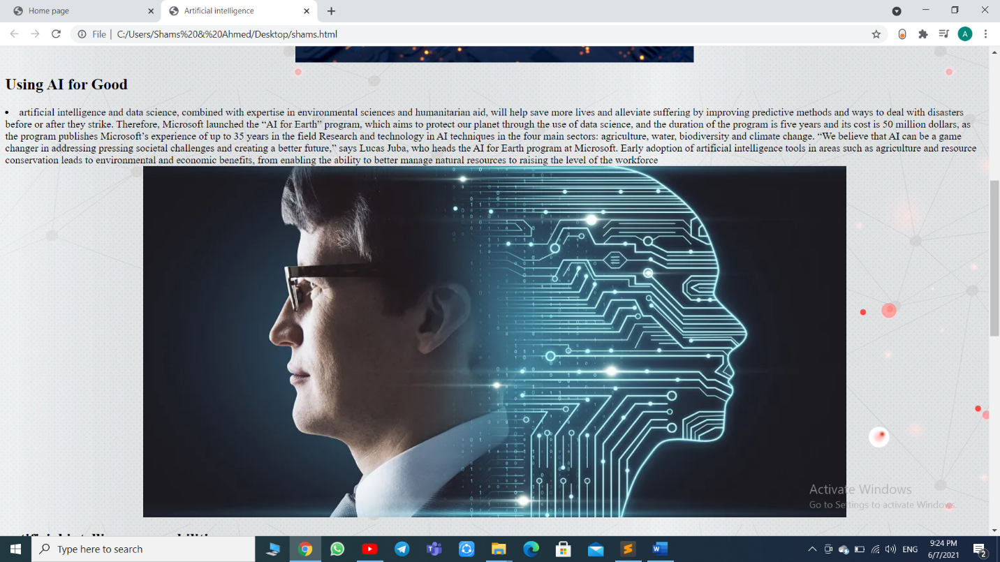 Home page
Artificial intelligence
File | C:/Users/Shams%20&%20Ahmed/Desktop/shams.html
A
Using AI for Good
• artificial intelligence and data science, combined with expertise in environmental sciences and humanitarian aid, will help save more lives and alleviate suffering by improving predictive methods and ways to deal with disasters
before or after they strike. Therefore, Microsoft launched the “AI for Earth” program, which aims to protect our planet through the use of data science, and the duration of the program is five years and its cost is 50 million dollars, as
the program publishes Microsoft’s experience of up to 35 years in the field Research and technology in AI techniques in the four main sectors: agriculture, water, biodiversity and climate change. “We believe that AI can be a game
changer in addressing pressing societal challenges and creating a better future,” says Lucas Juba, who heads the AI for Earth program at Microsoft. Early adoption of artificial intelligence tools in areas such as agriculture and resource
conservation leads to environmental and economic benefits, from enabling the ability to better manage natural resources to raising the level of the workforce
Activate Windows
Go to Settings to activate Windows.
Type here to search
ENG
9:24 PM
6/7/2021
2